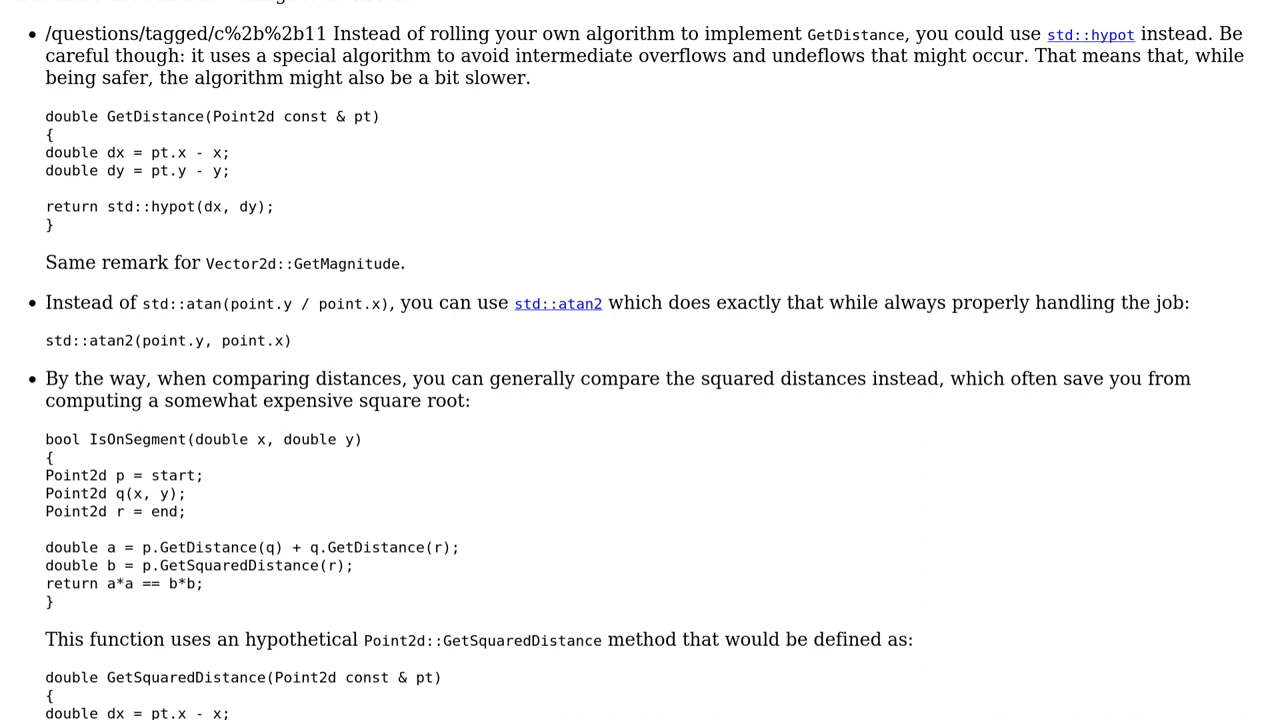 /questions/tagged/c%2b%2b11 Instead of rolling your own algorithm to implement GetDistance, you could use std::hypot instead. Be
careful though: it uses a special algorithm to avoid intermediate overflows and undeflows that might occur. That means that, while
being safer, the algorithm might also be a bit slower.
double GetDistance(Point2d const & pt)
{
double dx = pt.x - x;
double dy = pt.y - y;
return std::hypot(dx, dy);
}
Same remark for Vector2d::GetMagnitude.
Instead of std::atan(point.y / point.x), you can use std::atan2 which does exactly that while always properly handling the job:
std::atan2(point.y, point.x)
By the way, when comparing distances, you can generally compare the squared distances instead, which often save you from
computing a somewhat expensive square root:
bool IsOnSegment(double x, double y)
{
Point2d p = start;
Point2d q(x, y);
Point2d r = end;
double a = p.GetDistance(q) + q.GetDistance(r);
double b = p.GetSquaredDistance(r);
return a*a == b*b;
}
This function uses an hypothetical Point2d::GetSquaredDistance method that would be defined as:
double GetSquaredDistance(Point2d const & pt)
{
double dx = pt.x - x;